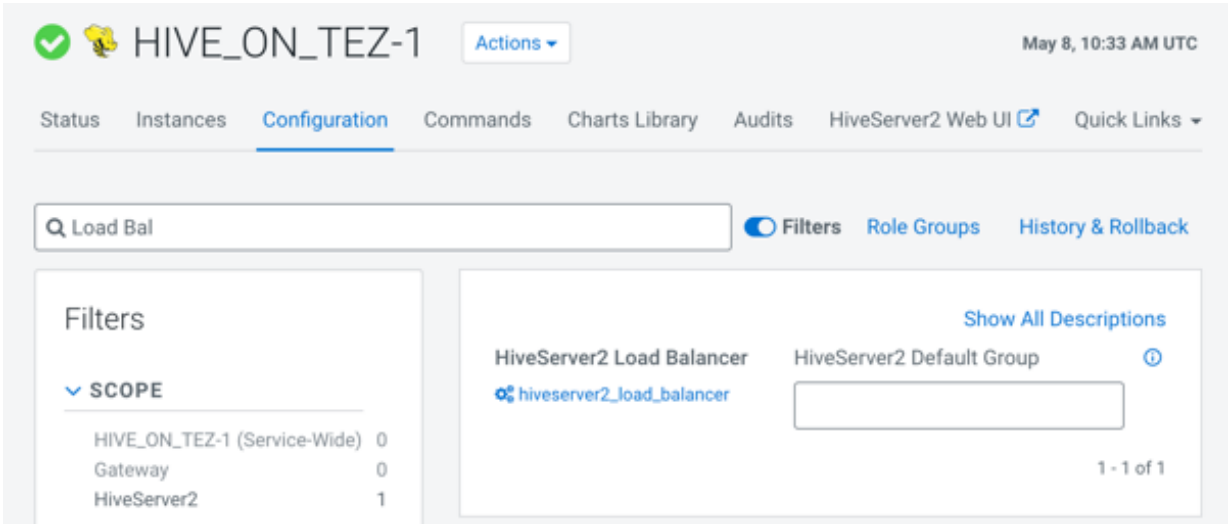 HIVE_ON_TEZ-1 Actions May 8, 10:33 AM UTC
Status Instances Configuration Commands Charts Library Audits HiveServer2 Web UI Quick Links
Load Bal Filters Role Groups History & Rollback
Filters
SCOPE
HIVE_ON_TEZ-1 (Service-Wide) 0
Gateway 0
HiveServer2 1
Show All Descriptions
HiveServer2 Load Balancer HiveServer2 Default Group
hiveserver2_load_balancer
1 - 1 of 1